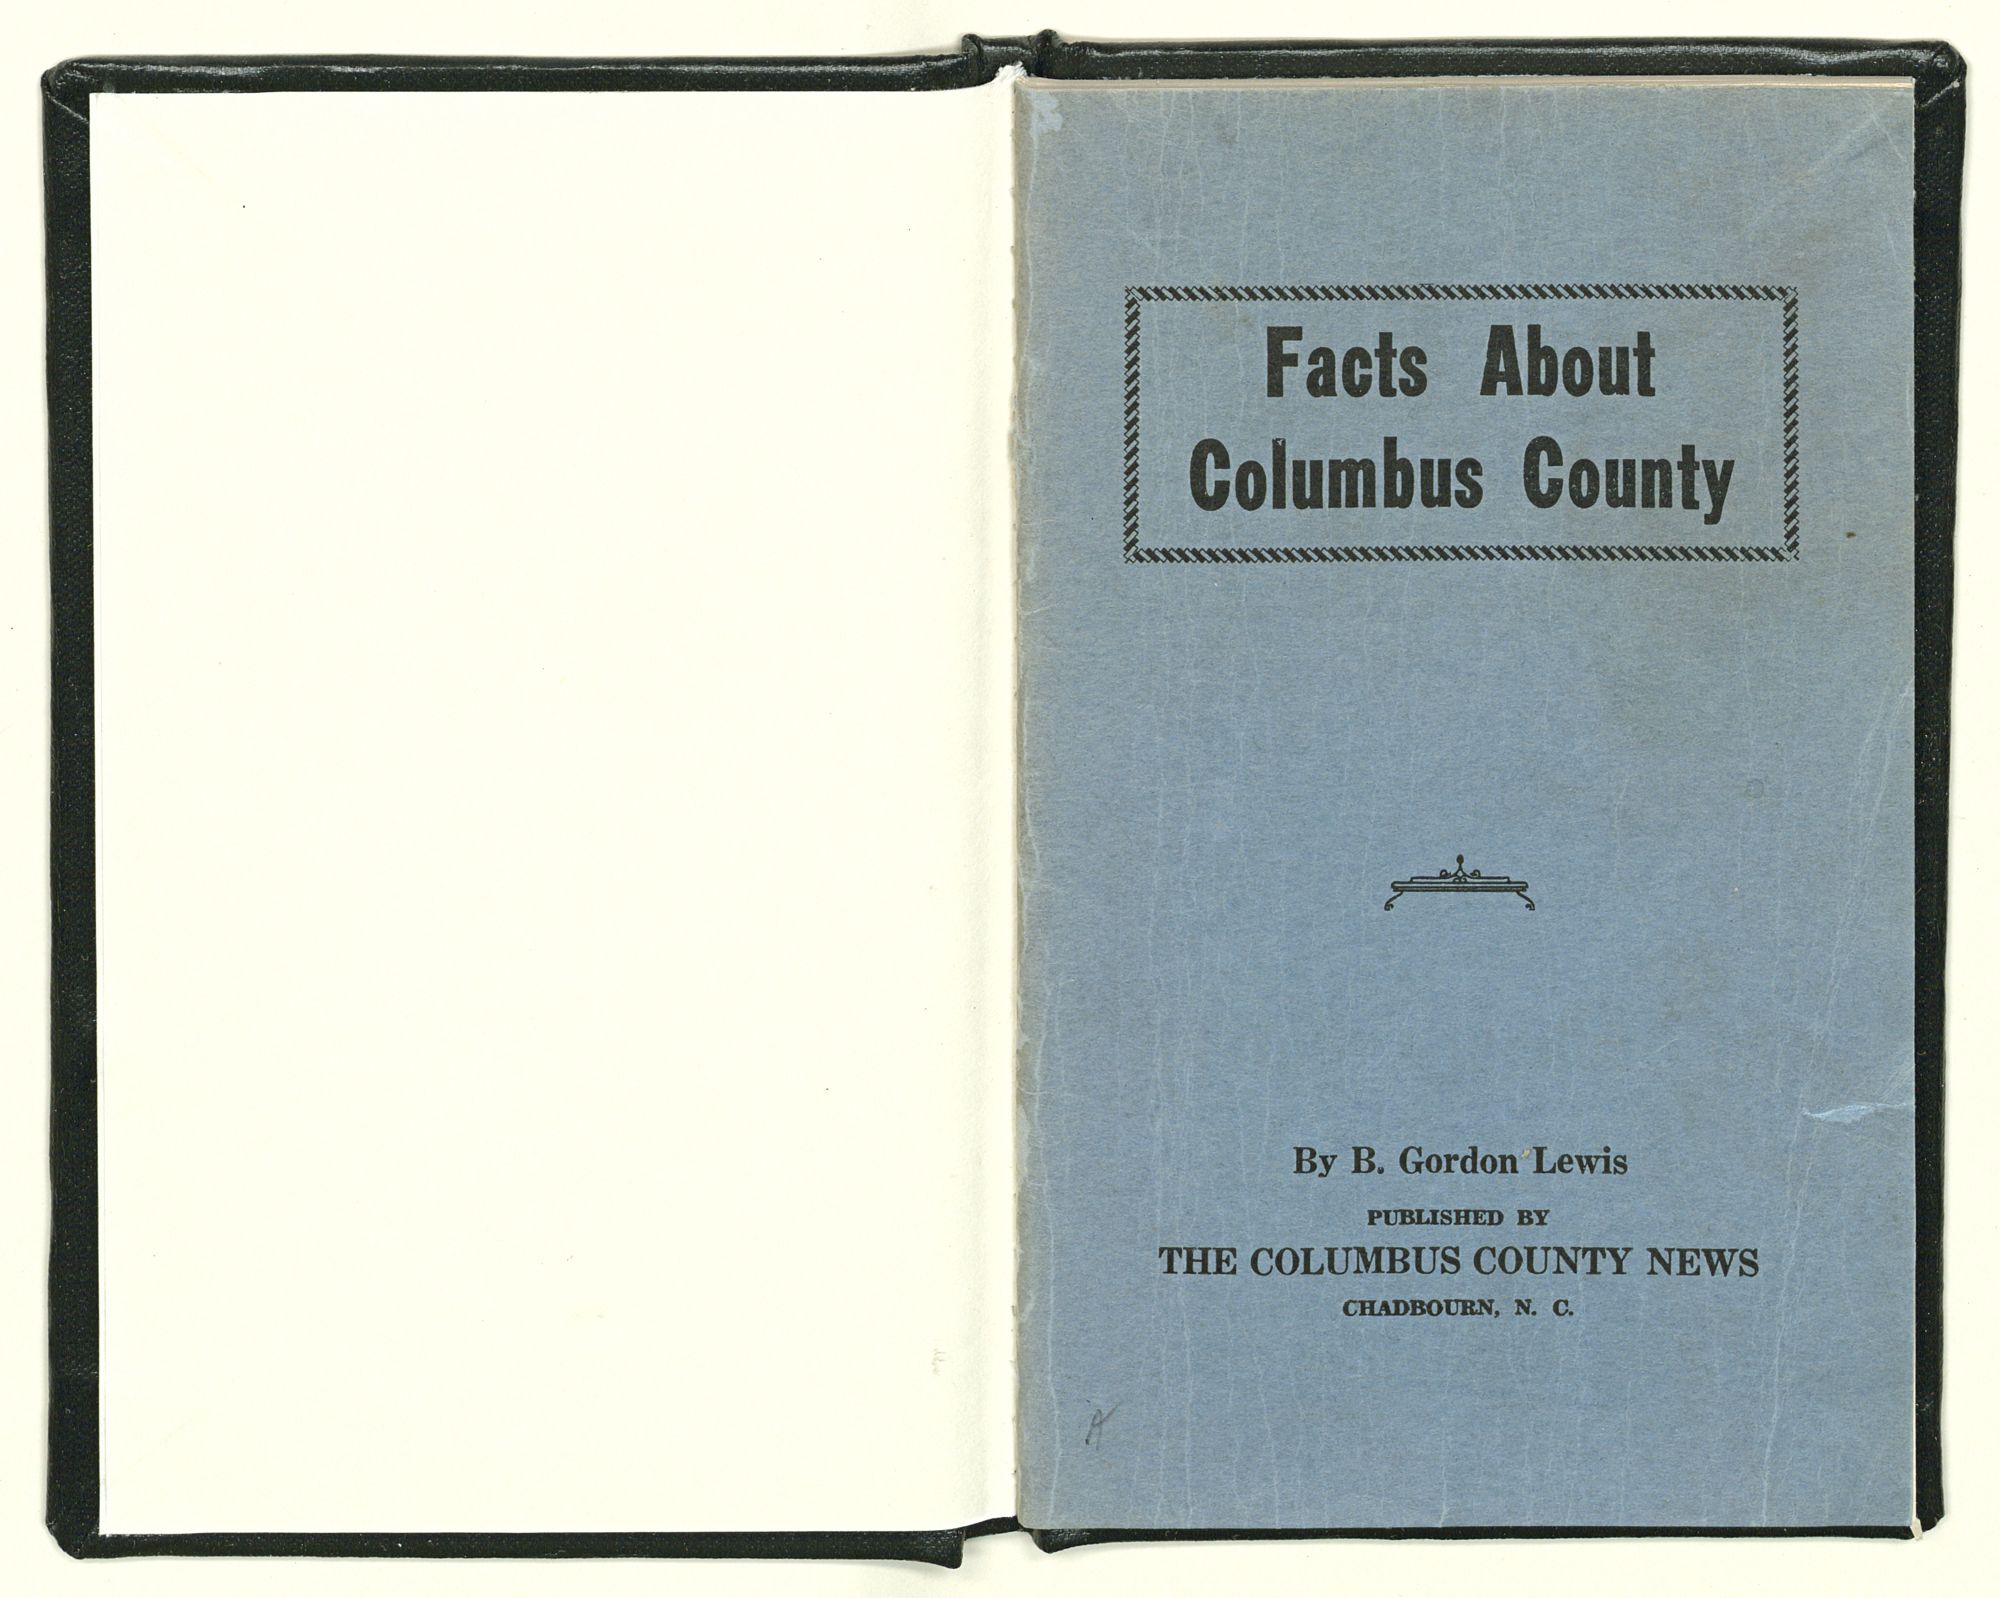 Facts About
Columbus County
By B. Gordon Lewis
PUBLISHED BY
THE COLUMBUS COUNTY NEWS
CHADBOURN, N. C.
A